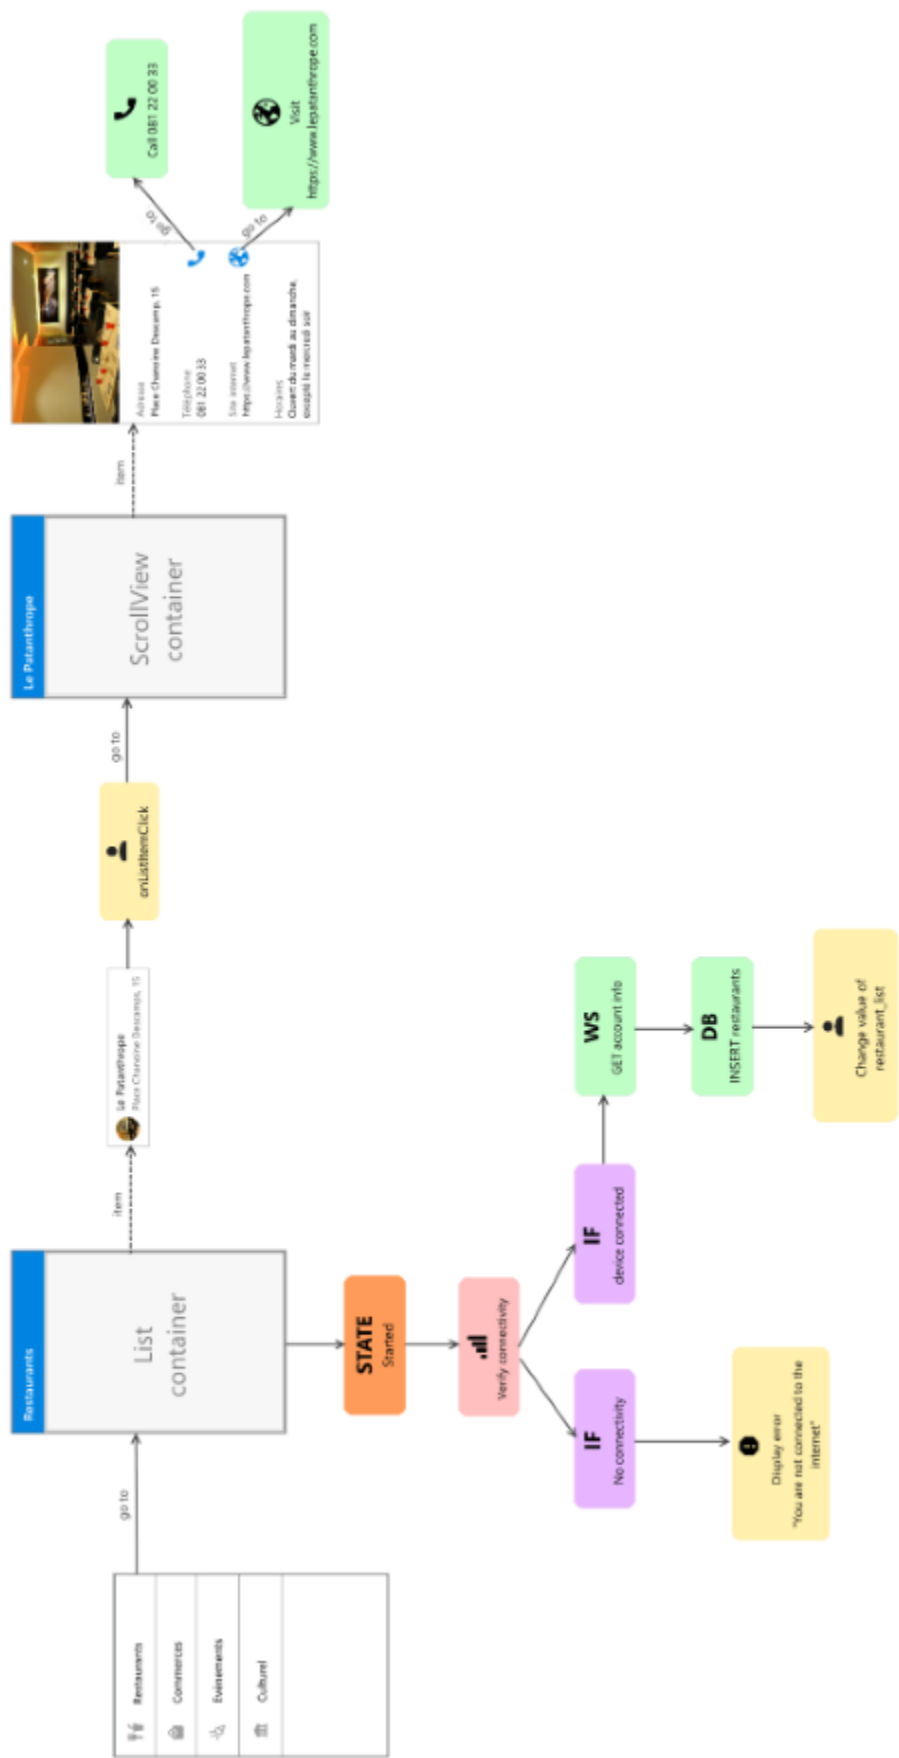 Restaurants
Commerces
Evénements
Culturel
go to
Restaurants
List
container
item
Le Patanthrope
Place Chanoine Descamps, 15
onListItemClick
go to
Le Patanthrope
ScrollView
container
item
Adresse
Place Chanoine Descamp, 15
Téléphone
081 22 00 33
Site internet
https://www.lepatanthrope.com
Horaires
Ouvert du mardi au dimanche,
excepté le mercredi soir
go to
Call 081 22 00 33
go to
Visit
https://www.lepatanthrope.com
STATE
Started
Verify connectivity
IF
No connectivity
IF
device connected
Display error
"You are not connected to the
internet"
WS
GET account info
DB
INSERT restaurants
Change value of
restaurant_list